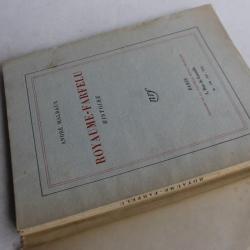 ANDRÉ MALRAUX
ROYAUME-FARFELU
HISTOIRE
nrf
PARIS
ROYAUME-FARFELU